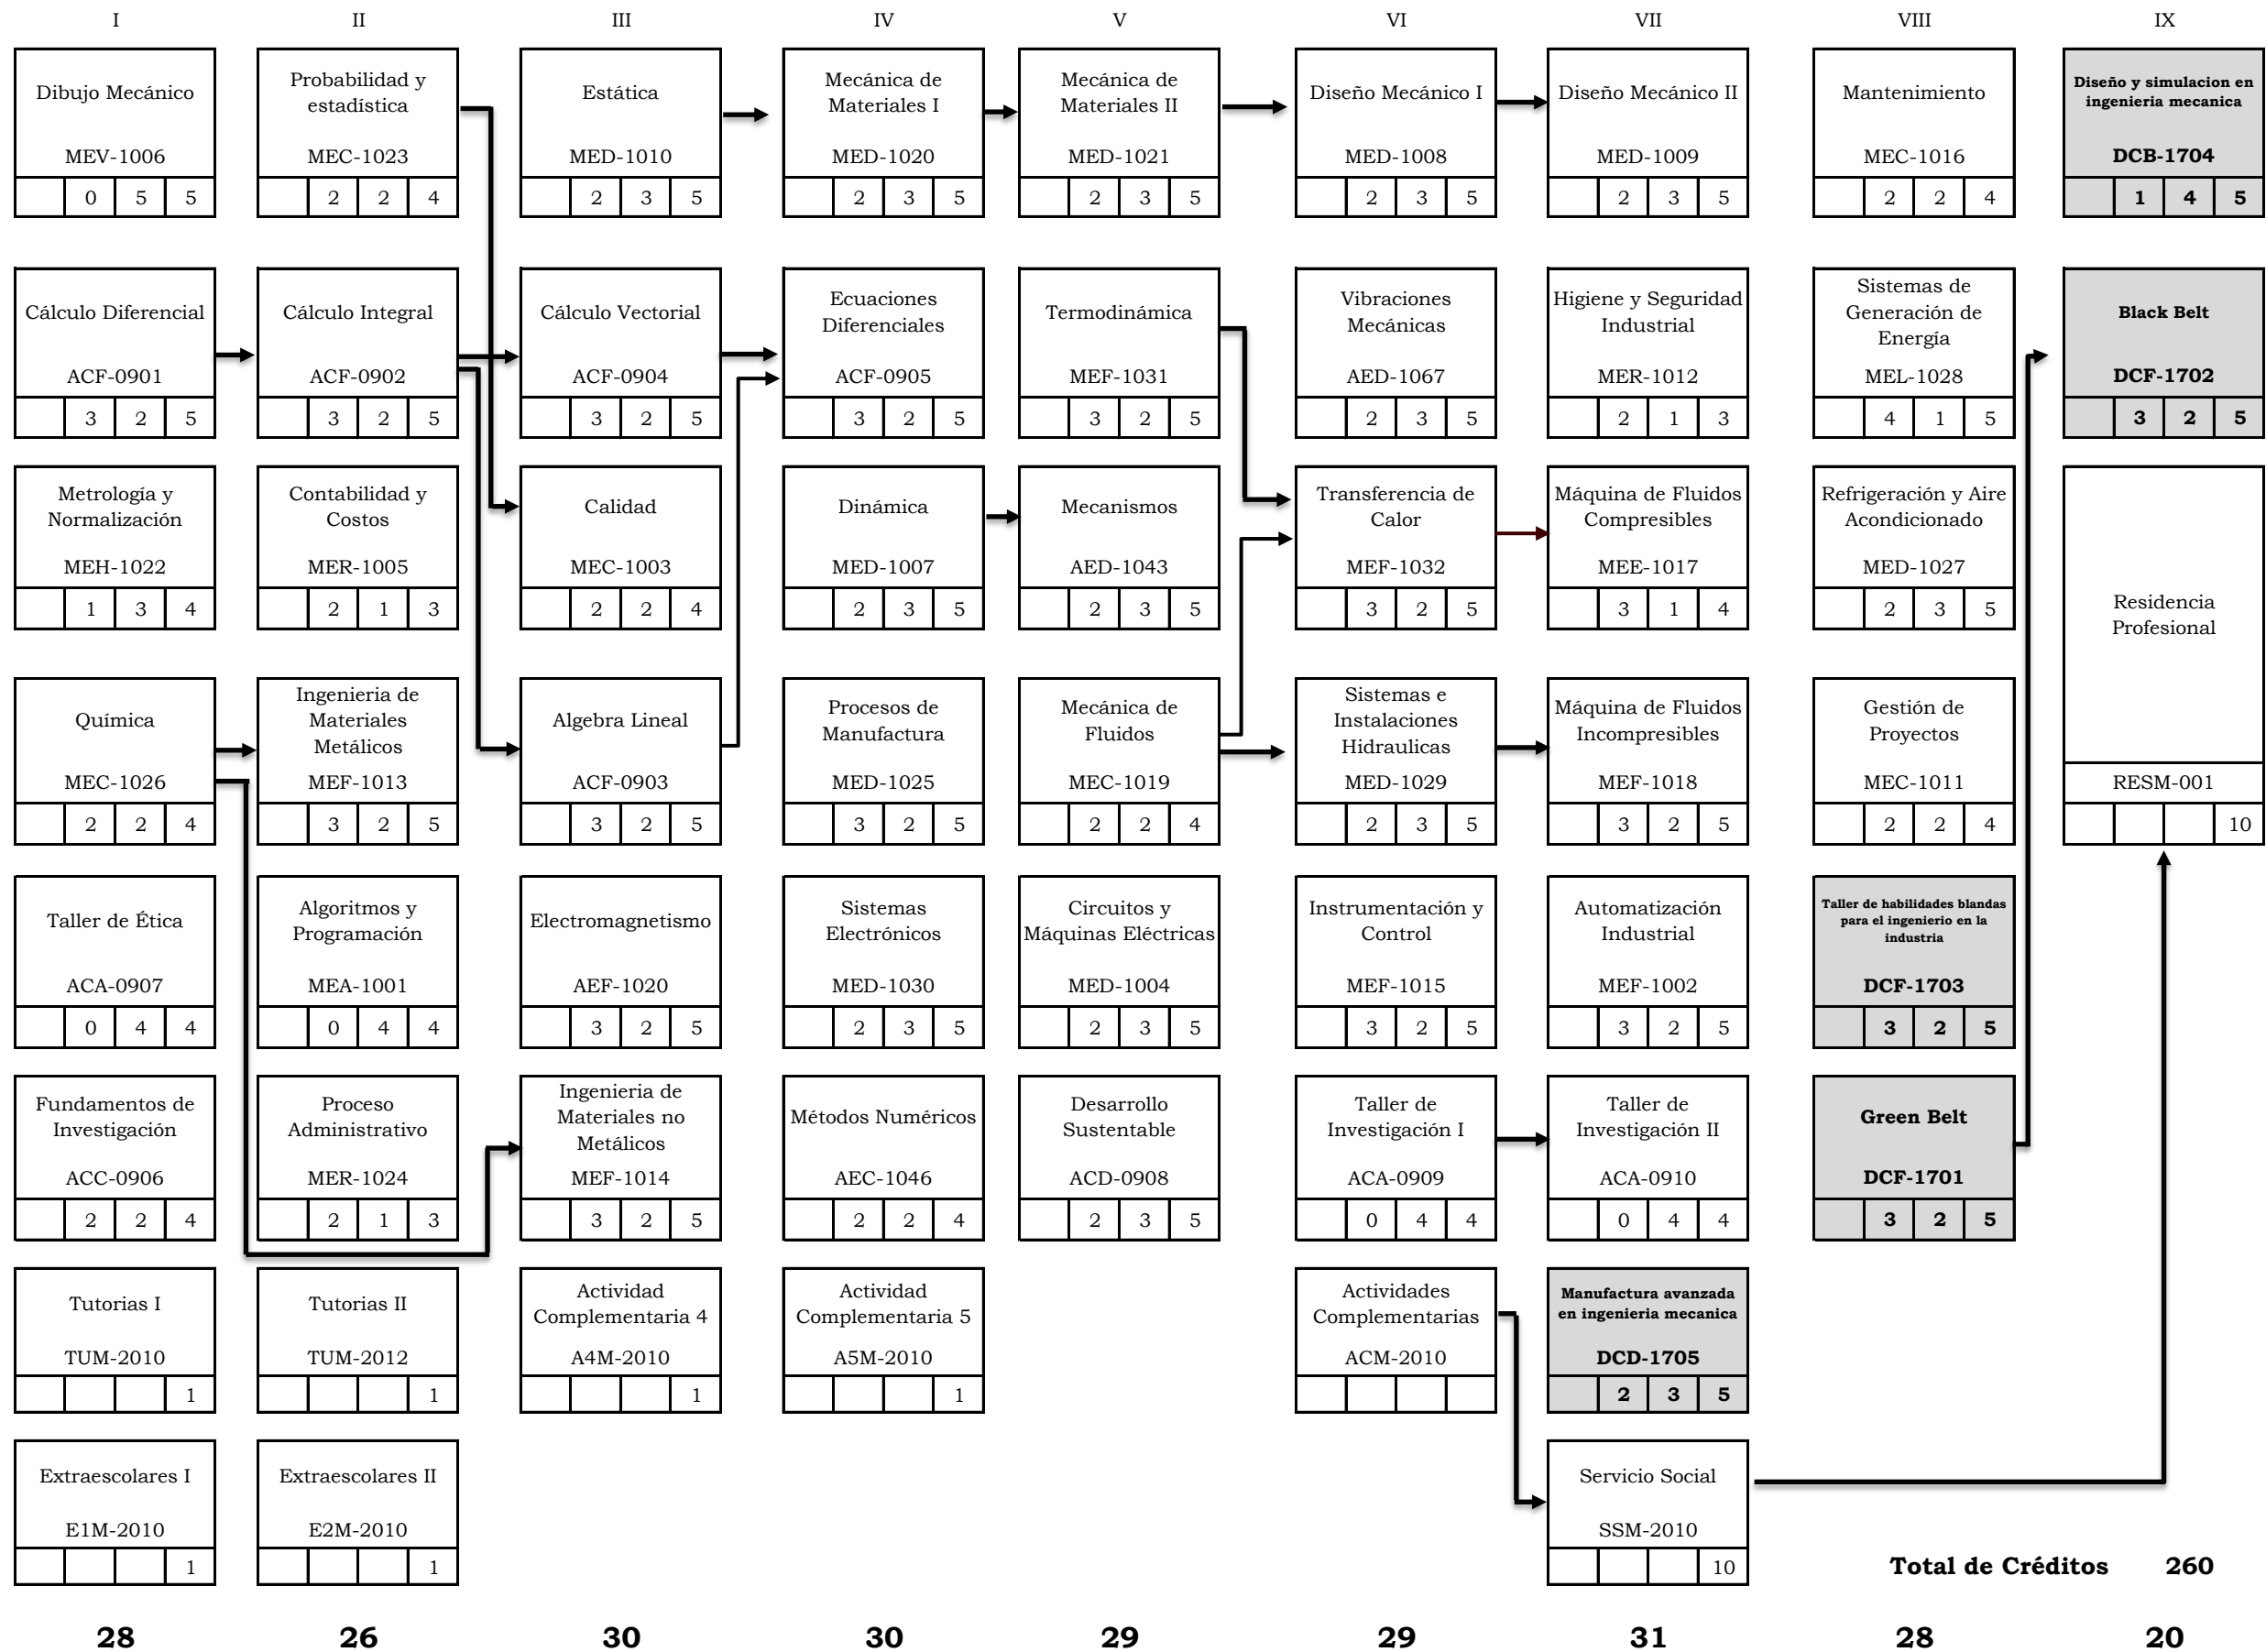 I II III IV V VI VII VIII IX
Dibujo Mecánico
MEV-1006
0 5 5
Probabilidad y
estadística
MEC-1023
2 2 4
Estática
MED-1010
2 3 5
Mecánica de
Materiales I
MED-1020
2 3 5
Mecánica de
Materiales II
MED-1021
2 3 5
Diseño Mecánico I
MED-1008
2 3 5
Diseño Mecánico II
MED-1009
2 3 5
Mantenimiento
MEC-1016
2 2 4
Diseño y simulacion en
ingenieria mecanica
DCB-1704
1 4 5
Cálculo Diferencial
ACF-0901
3 2 5
Cálculo Integral
ACF-0902
3 2 5
Cálculo Vectorial
ACF-0904
3 2 5
Ecuaciones
Diferenciales
ACF-0905
3 2 5
Termodinámica
MEF-1031
3 2 5
Vibraciones
Mecánicas
AED-1067
2 3 5
Higiene y Seguridad
Industrial
MER-1012
2 1 3
Sistemas de
Generación de
Energía
MEL-1028
4 1 5
Black Belt
DCF-1702
3 2 5
Metrología y
Normalización
MEH-1022
1 3 4
Contabilidad y
Costos
MER-1005
2 1 3
Calidad
MEC-1003
2 2 4
Dinámica
MED-1007
2 3 5
Mecanismos
AED-1043
2 3 5
Transferencia de
Calor
MEF-1032
3 2 5
Máquina de Fluidos
Compresibles
MEE-1017
3 1 4
Refrigeración y Aire
Acondicionado
MED-1027
2 3 5
Residencia
Profesional
RESM-001
10
Química
MEC-1026
2 2 4
Ingenieria de
Materiales
Metálicos
MEF-1013
3 2 5
Algebra Lineal
ACF-0903
3 2 5
Procesos de
Manufactura
MED-1025
3 2 5
Mecánica de
Fluidos
MEC-1019
2 2 4
Sistemas e
Instalaciones
Hidraulicas
MED-1029
2 3 5
Máquina de Fluidos
Incompresibles
MEF-1018
3 2 5
Gestión de
Proyectos
MEC-1011
2 2 4
Taller de Ética
ACA-0907
0 4 4
Algoritmos y
Programación
MEA-1001
0 4 4
Electromagnetismo
AEF-1020
3 2 5
Sistemas
Electrónicos
MED-1030
2 3 5
Circuitos y
Máquinas Eléctricas
MED-1004
2 3 5
Instrumentación y
Control
MEF-1015
3 2 5
Automatización
Industrial
MEF-1002
3 2 5
Taller de habilidades blandas
para el ingenierio en la
industria
DCF-1703
3 2 5
Fundamentos de
Investigación
ACC-0906
2 2 4
Proceso
Administrativo
MER-1024
2 1 3
Ingenieria de
Materiales no
Metálicos
MEF-1014
3 2 5
Métodos Numéricos
AEC-1046
2 2 4
Desarrollo
Sustentable
ACD-0908
2 3 5
Taller de
Investigación I
ACA-0909
0 4 4
Taller de
Investigación II
ACA-0910
0 4 4
Green Belt
DCF-1701
3 2 5
Tutorias I
TUM-2010
1
Tutorias II
TUM-2012
1
Actividad
Complementaria 4
A4M-2010
1
Actividad
Complementaria 5
A5M-2010
1
Actividades
Complementarias
ACM-2010
Manufactura avanzada
en ingenieria mecanica
DCD-1705
2 3 5
Extraescolares I
E1M-2010
1
Extraescolares II
E2M-2010
1
Servicio Social
SSM-2010
10
Total de Créditos 260
28 26 30 30 29 29 31 28 20